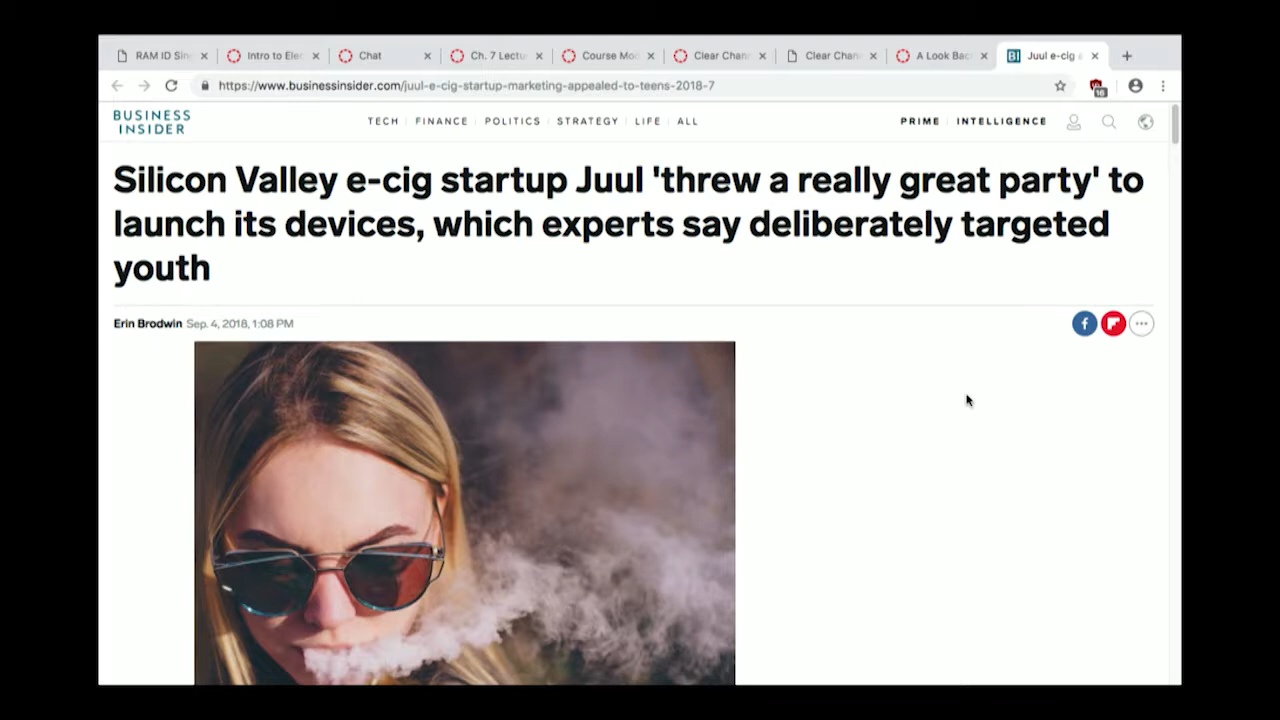 RAM ID Sin
Intro to Ele
Chat
Ch. 7 Lectu
Course Mo
Clear Chan
Clear Chan
A Look Bac
BI
Juul e-cig a
https://www.businessinsider.com/juul-e-cig-startup-marketing-appealed-to-teens-2018-7
16
BUSINESS
INSIDER
TECH
FINANCE
POLITICS
STRATEGY
LIFE
ALL
PRIME
INTELLIGENCE
Silicon Valley e-cig startup Juul 'threw a really great party' to
launch its devices, which experts say deliberately targeted
youth
Erin Brodwin Sep. 4, 2018, 1:08 PM